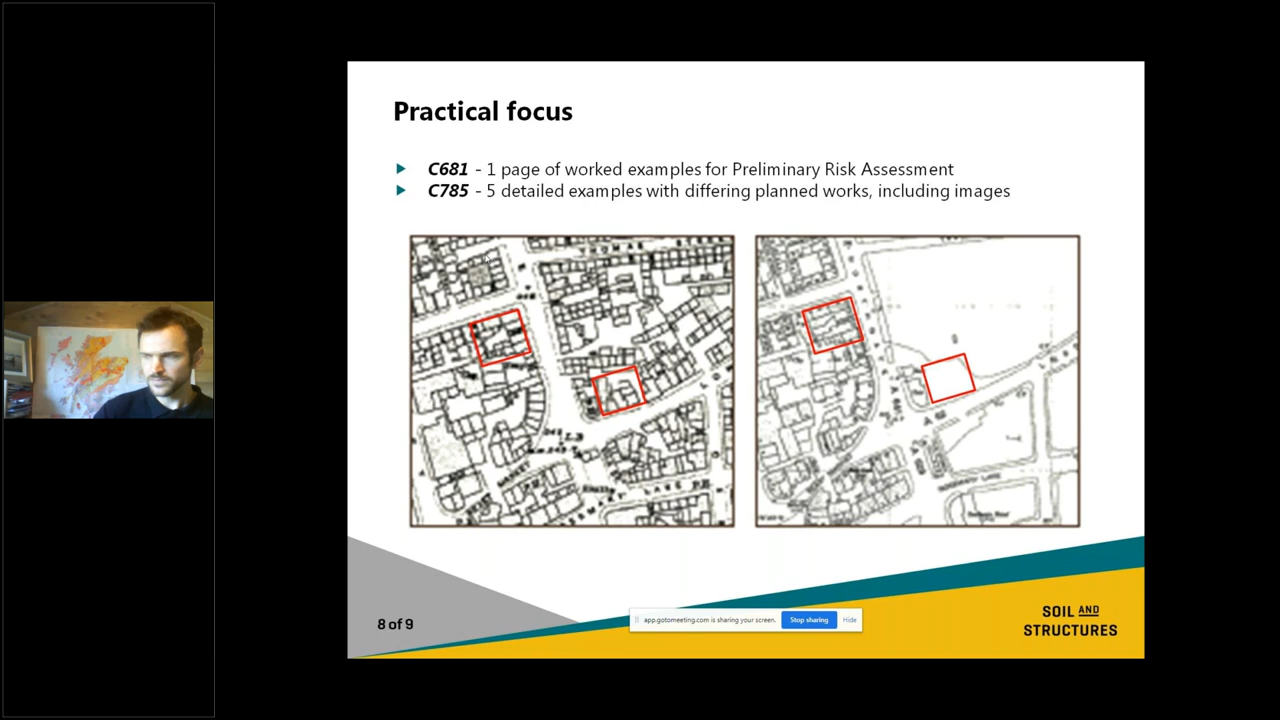 Practical focus
C681 - 1 page of worked examples for Preliminary Risk Assessment
C785 - 5 detailed examples with differing planned works, including images
8 of 9
app.gotomeeting.com is sharing your screen.
Stop sharing
Hide
SOIL AND
STRUCTURES